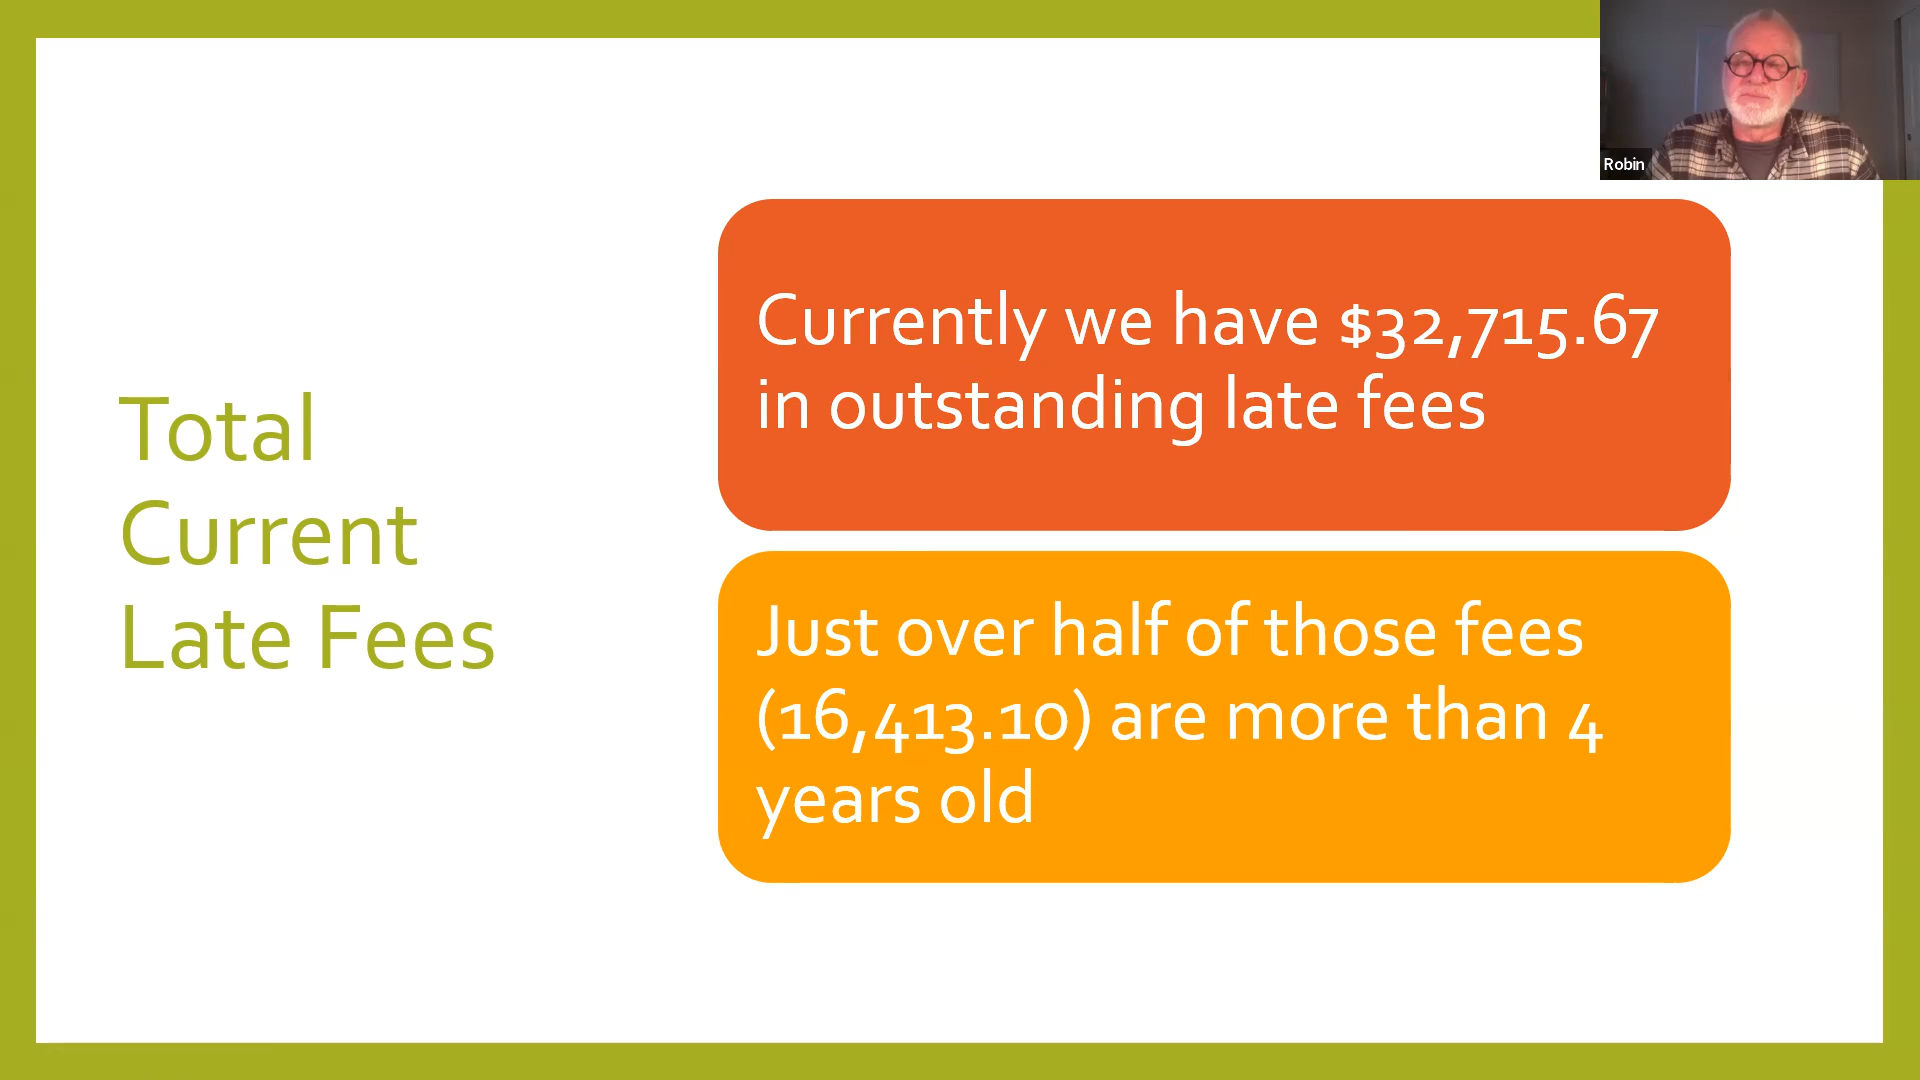 Robin
Total
Current
Late Fees
Currently we have $32,715.67
in outstanding late fees
Just over half of those fees
(16,413.10) are more than 4
years old